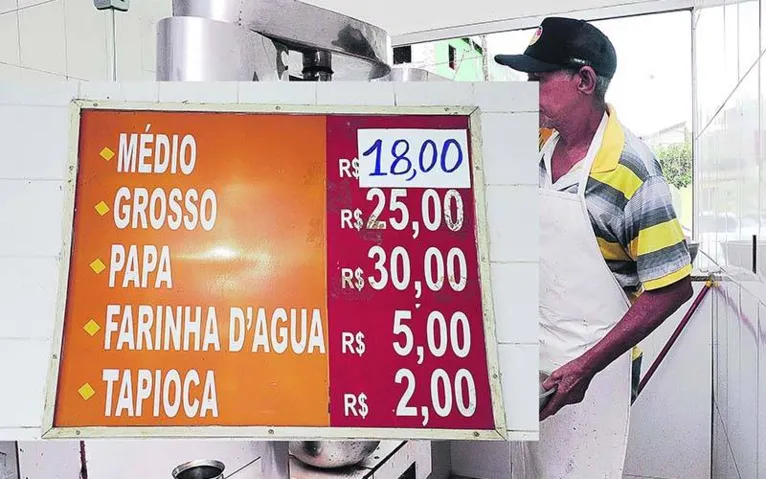 MÉDIO R$ 18,00
GROSSO R$ 25,00
PAPA R$ 30,00
FARINHA D'AGUA R$ 5,00
TAPIOCA R$ 2,00